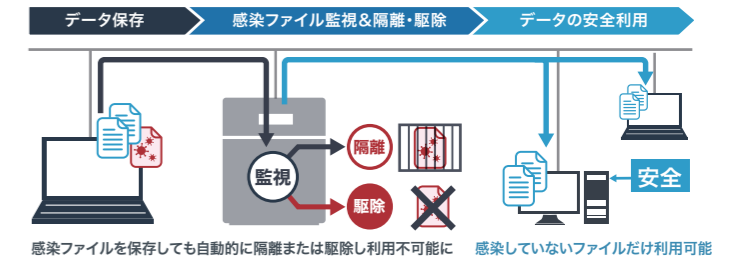 データ保存
感染ファイル監視&隔離・駆除
データの安全利用
監視
隔離
駆除
安全
感染ファイルを保存しても自動的に隔離または駆除し利用不可能に
感染していないファイルだけ利用可能